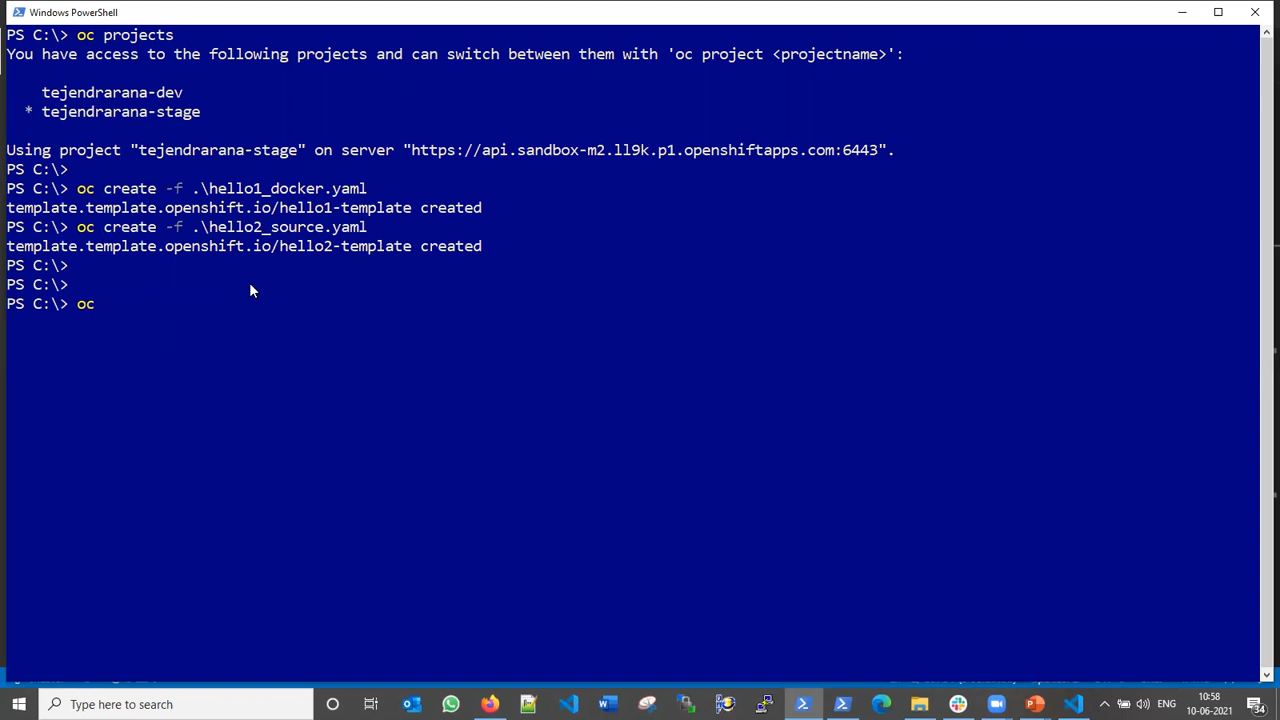 Windows PowerShell
PS C:\> oc projects
You have access to the following projects and can switch between them with 'oc project <projectname>':
tejendrarana-dev
* tejendrarana-stage
Using project "tejendrarana-stage" on server "https://api.sandbox-m2.ll9k.p1.openshiftapps.com:6443".
PS C:\>
PS C:\> oc create -f .\hello1_docker.yaml
template.template.openshift.io/hello1-template created
PS C:\> oc create -f .\hello2_source.yaml
template.template.openshift.io/hello2-template created
PS C:\>
PS C:\>
PS C:\> oc
Type here to search
ENG
10:58
10-06-2021
34